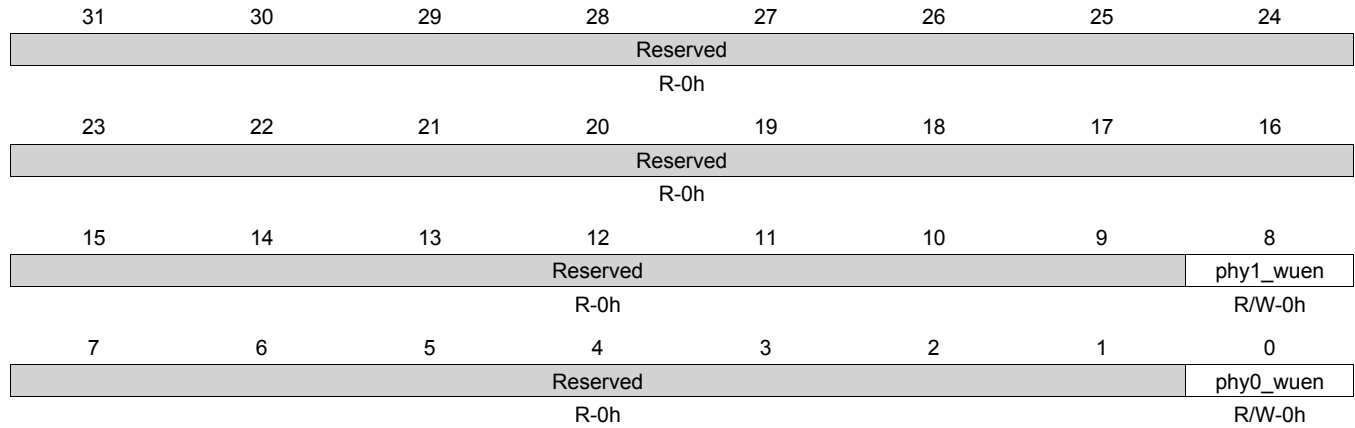 31 30 29 28 27 26 25 24
Reserved
R-0h
23 22 21 20 19 18 17 16
Reserved
R-0h
15 14 13 12 11 10 9 8
Reserved phy1_wuen
R-0h R/W-0h
7 6 5 4 3 2 1 0
Reserved phy0_wuen
R-0h R/W-0h